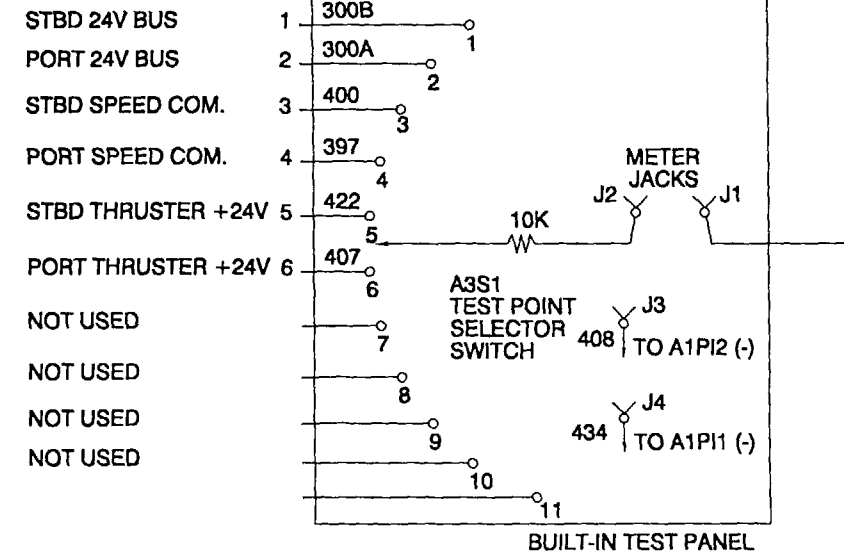 STBD 24V BUS 1 300B 1
PORT 24V BUS 2 300A 2
STBD SPEED COM. 3 400 3
PORT SPEED COM. 4 397 4
METER
JACKS
J2 J1
STBD THRUSTER +24V 5 422 5
10K
PORT THRUSTER +24V 6 407 6
A3S1
TEST POINT
SELECTOR
SWITCH
J3
408 TO A1PI2 (-)
NOT USED 7
NOT USED 8
J4
434 TO A1PI1 (-)
NOT USED 9
NOT USED 10
11
BUILT-IN TEST PANEL